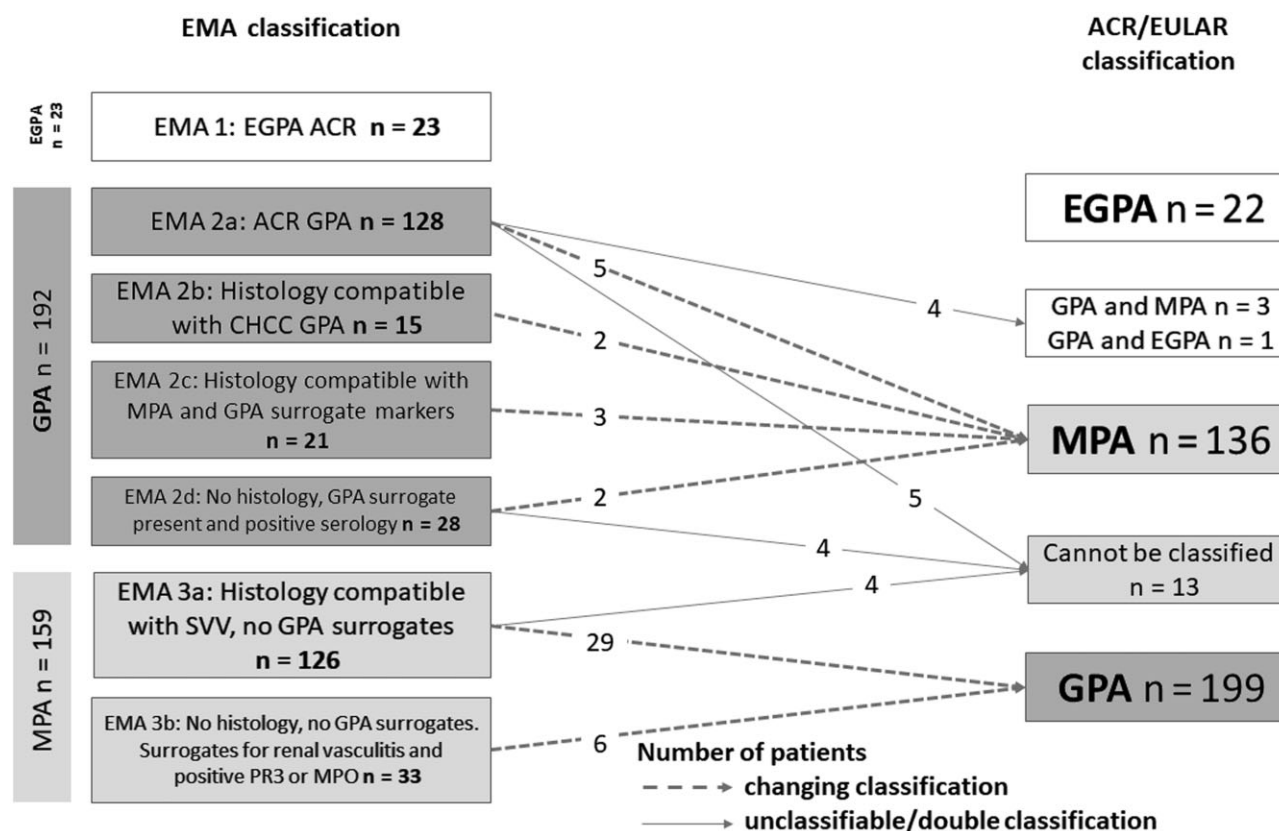 EMA classification
ACR/EULAR
classification
EGPA
n = 23
EMA 1: EGPA ACR n = 23
GPA n = 192
EMA 2a: ACR GPA n = 128
EMA 2b: Histology compatible
with CHCC GPA n = 15
EMA 2c: Histology compatible with
MPA and GPA surrogate markers
n = 21
EMA 2d: No histology, GPA surrogate
present and positive serology n = 28
MPA n = 159
EMA 3a: Histology compatible
with SVV, no GPA surrogates
n = 126
EMA 3b: No histology, no GPA surrogates.
Surrogates for renal vasculitis and
positive PR3 or MPO n = 33
5
4
2
3
2
5
4
4
29
6
EGPA n = 22
GPA and MPA n = 3
GPA and EGPA n = 1
MPA n = 136
Cannot be classified
n = 13
GPA n = 199
Number of patients
changing classification
unclassifiable/double classification